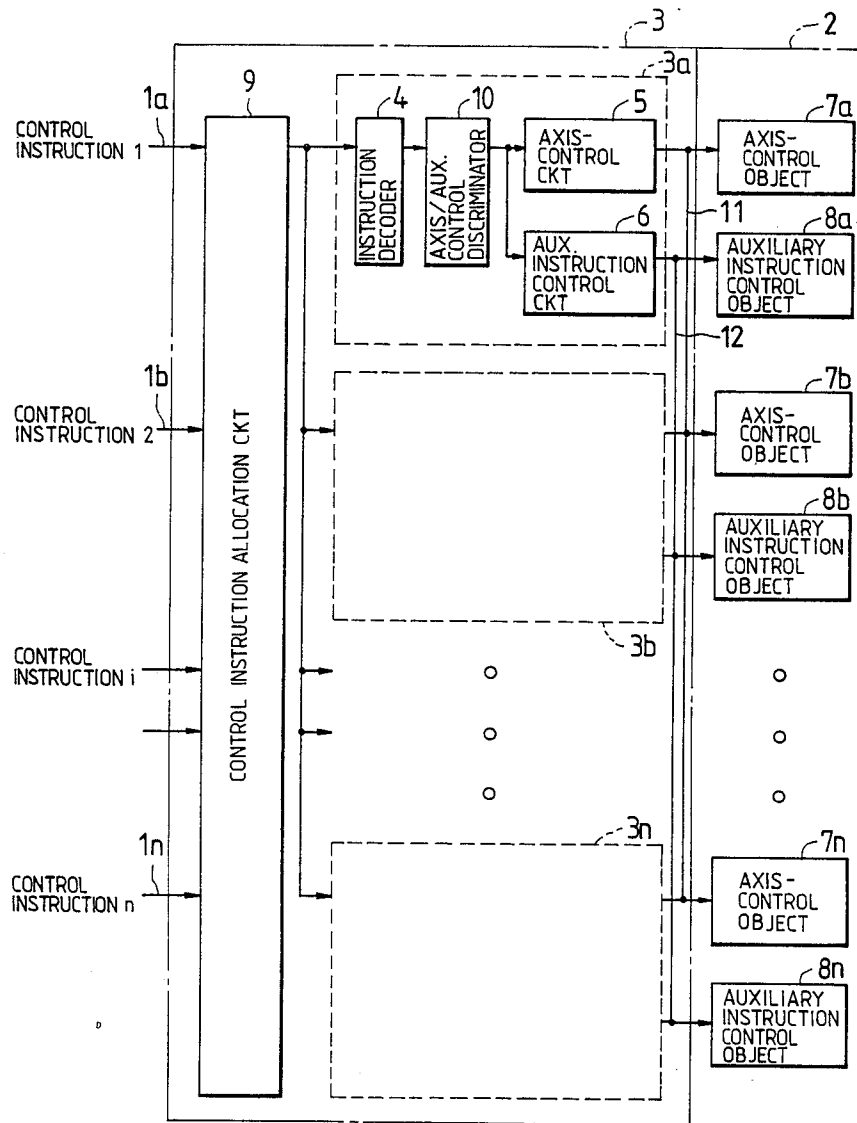 3
2
3a
1a
9
4
10
5
7a
CONTROL
INSTRUCTION 1
INSTRUCTION
DECODER
AXIS/AUX.
CONTROL
DISCRIMINATOR
AXIS-
CONTROL
CKT
AXIS-
CONTROL
OBJECT
11
6
8a
AUX.
INSTRUCTION
CONTROL
CKT
AUXILIARY
INSTRUCTION
CONTROL
OBJECT
12
1b
7b
CONTROL
INSTRUCTION 2
AXIS-
CONTROL
OBJECT
CONTROL INSTRUCTION ALLOCATION CKT
8b
AUXILIARY
INSTRUCTION
CONTROL
OBJECT
3b
CONTROL
INSTRUCTION i
3n
1n
7n
CONTROL
INSTRUCTION n
AXIS-
CONTROL
OBJECT
8n
AUXILIARY
INSTRUCTION
CONTROL
OBJECT